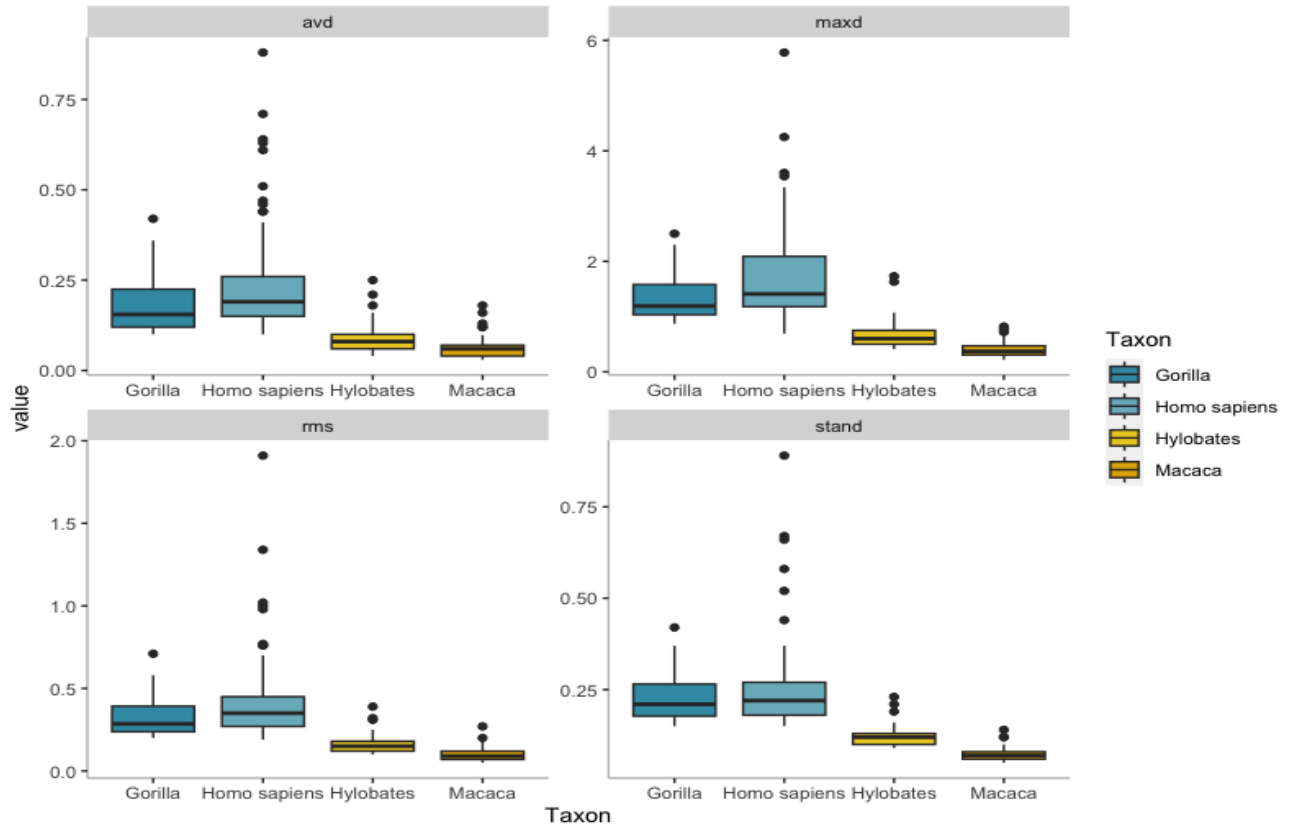 avd
maxd
0.75
0.50
0.25
0.00
6
4
2
0
Gorilla Homo sapiens Hylobates Macaca
Gorilla Homo sapiens Hylobates Macaca
value
rms
stand
2.0
1.5
1.0
0.5
0.0
0.75
0.50
0.25
Gorilla Homo sapiens Hylobates Macaca
Gorilla Homo sapiens Hylobates Macaca
Taxon
Taxon
Gorilla
Homo sapiens
Hylobates
Macaca